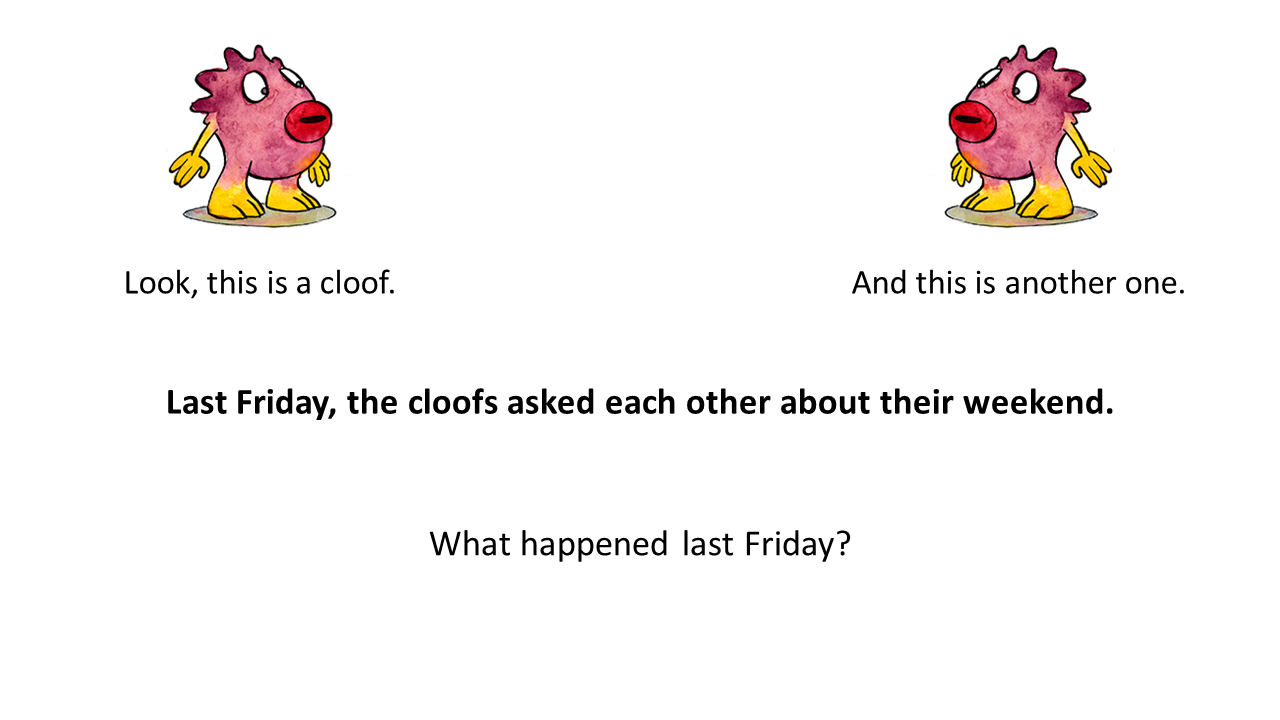 Look, this is a cloof.
And this is another one.
Last Friday, the cloofs asked each other about their weekend.
What happened last Friday?